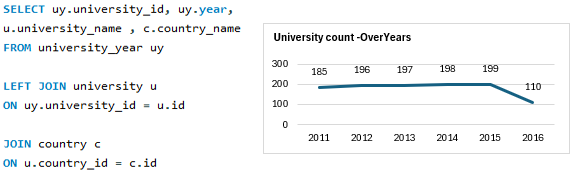 SELECT uy.university_id, uy.year,
u.university_name , c.country_name
FROM university_year uy
LEFT JOIN university u
ON uy.university_id = u.id
JOIN country c
ON u.country_id = c.id
University count -OverYears
300
200
100
0
185 196 197 198 199 110
2011 2012 2013 2014 2015 2016